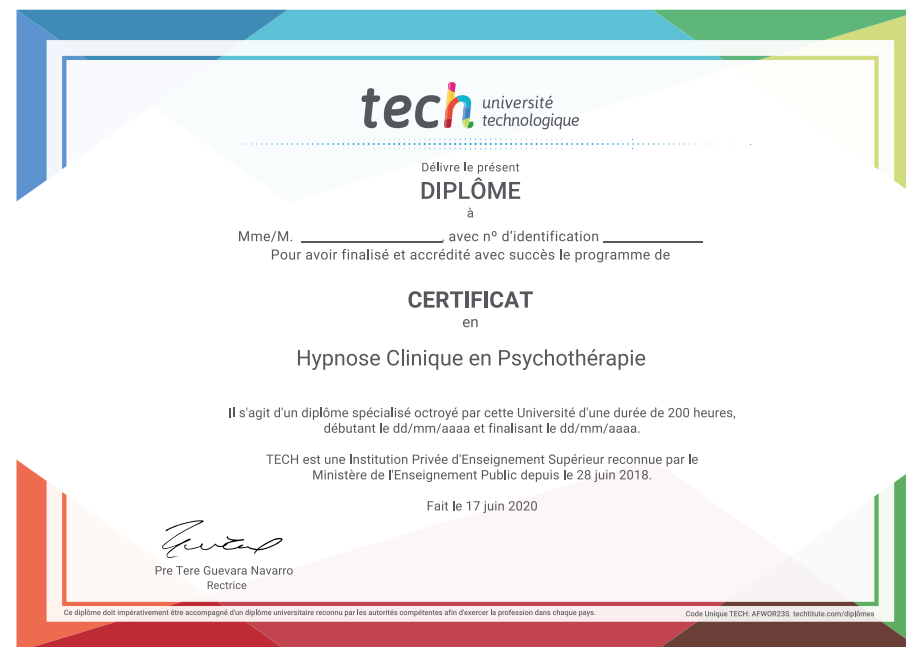 tech université
technologique
Délivre le présent
DIPLÔME
à
Mme/M. ____________________, avec nº d'identification ______________
Pour avoir finalisé et accrédité avec succès le programme de
CERTIFICAT
en
Hypnose Clinique en Psychothérapie
Il s'agit d'un diplôme spécialisé octroyé par cette Université d'une durée de 200 heures,
débutant le dd/mm/aaaa et finalisant le dd/mm/aaaa.
TECH est une Institution Privée d'Enseignement Supérieur reconnue par le
Ministère de l'Enseignement Public depuis le 28 juin 2018.
Fait le 17 juin 2020
Pre Tere Guevara Navarro
Rectrice
Ce diplôme doit impérativement être accompagné d'un diplôme universitaire reconnu par les autorités compétentes afin d'exercer la profession dans chaque pays.
Code Unique TECH: AFWOR23S techtitute.com/diplômes